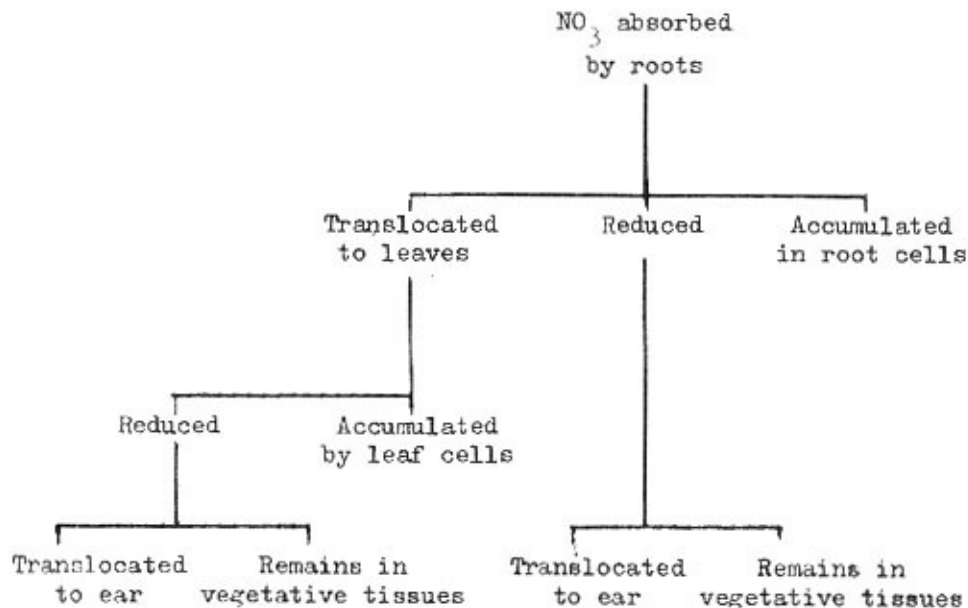 NO3 absorbed
by roots
Translocated
to leaves
Reduced
Accumulated
in root cells
Reduced
Accumulated
by leaf cells
Translocated
to ear
Remains in
vegetative tissues
Translocated
to ear
Remains in
vegetative tissues